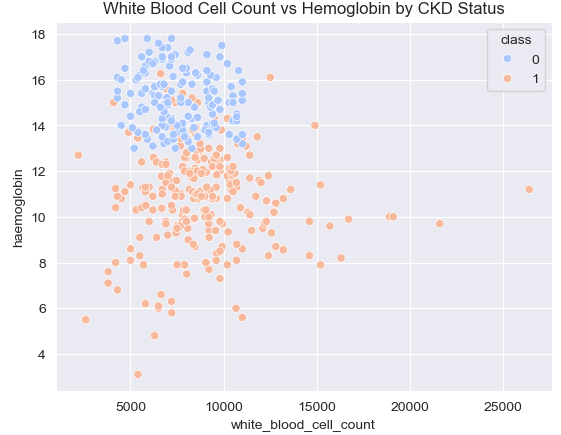 White Blood Cell Count vs Hemoglobin by CKD Status
class
0
1
haemoglobin
18
16
14
12
10
8
6
4
5000 10000 15000 20000 25000
white_blood_cell_count